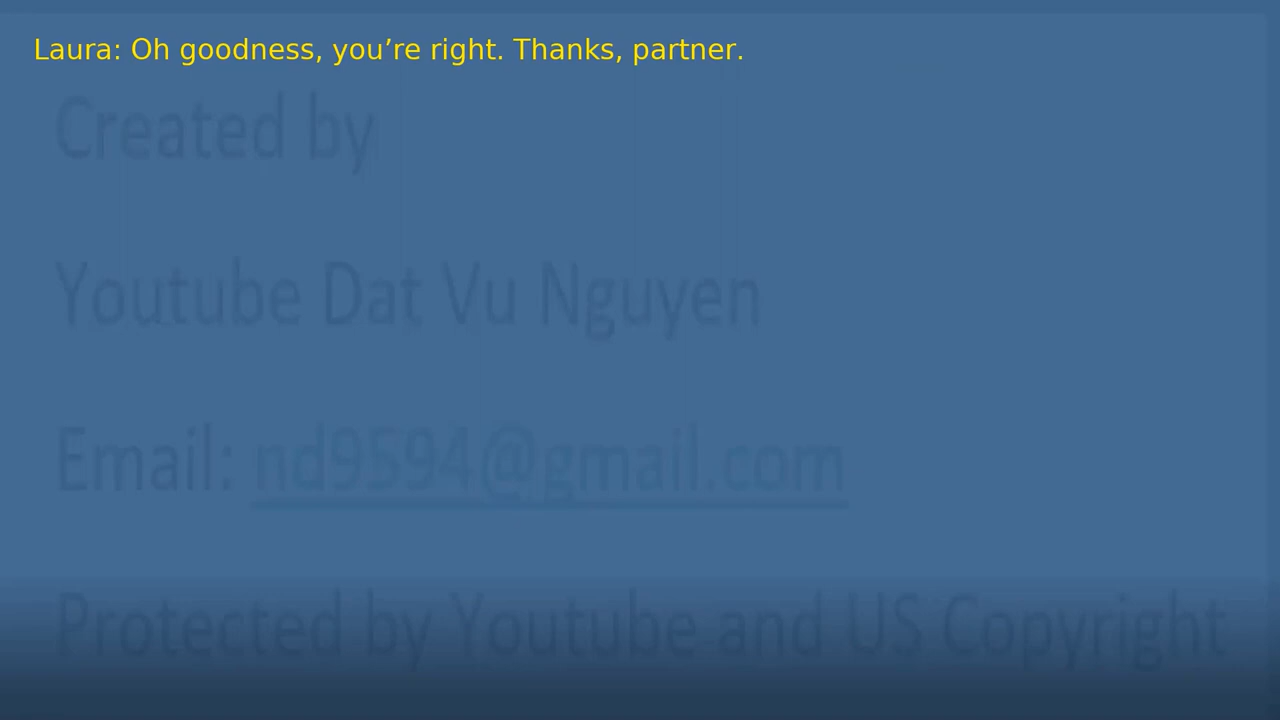 Laura: Oh goodness, you’re right. Thanks, partner.
Created by
Youtube Dat Vu Nguyen
Email: nd9594@gmail.com
Protected by Youtube and US Copyright